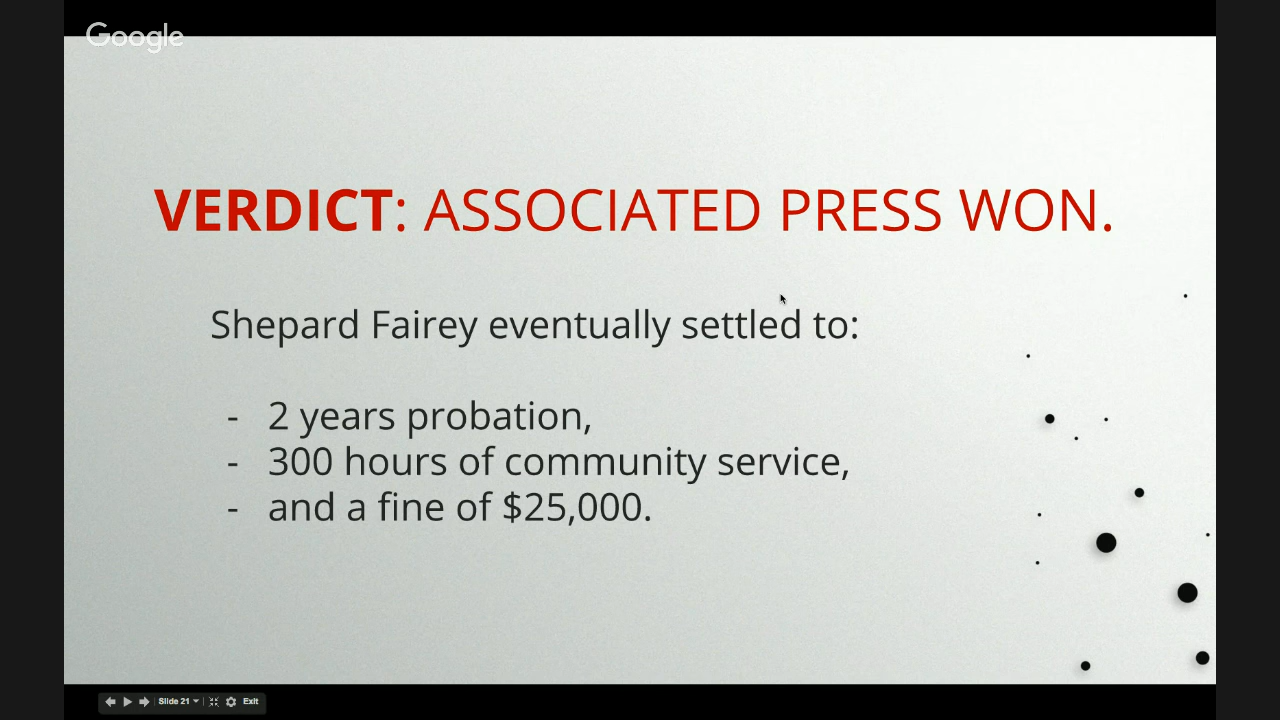 Google
VERDICT: ASSOCIATED PRESS WON.
Shepard Fairey eventually settled to:
- 2 years probation,
- 300 hours of community service,
- and a fine of $25,000.
Slide 21
Exit